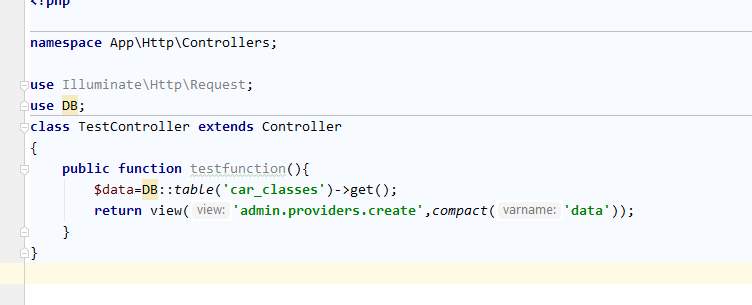 <?php
namespace App\Http\Controllers;
use Illuminate\Http\Request;
use DB;
class TestController extends Controller
{
public function testfunction(){
$data=DB::table('car_classes')->get();
return view( view: 'admin.providers.create',compact( varname: 'data'));
}
}